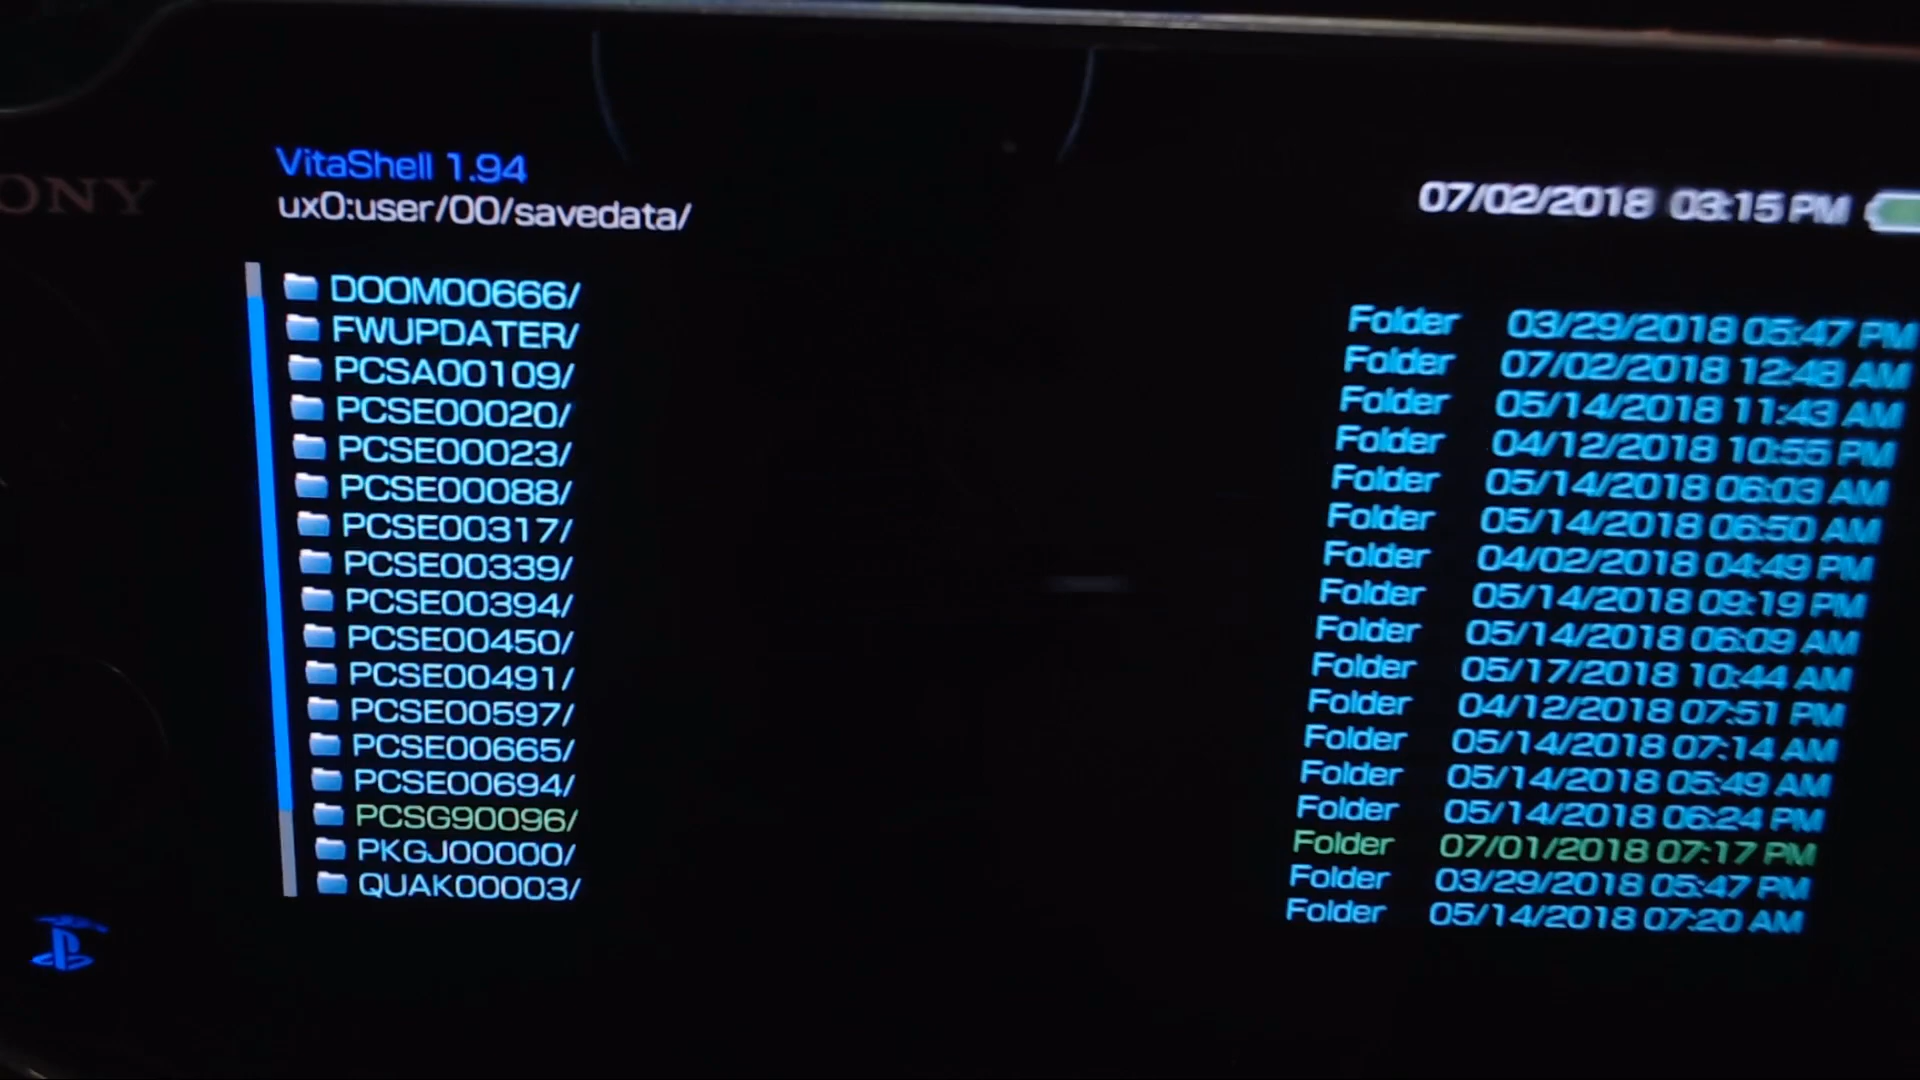 VitaShell 1.94
ux0:user/00/savedata/
07/02/2018 03:15 PM
ONY
DOOM00666/ Folder 03/29/2018 05:47 PM
FWUPDATER/ Folder 07/02/2018 12:48 AM
PCSA00109/ Folder 05/14/2018 11:43 AM
PCSE00020/ Folder 04/12/2018 10:55 PM
PCSE00023/ Folder 05/14/2018 06:03 AM
PCSE00088/ Folder 05/14/2018 06:50 AM
PCSE00317/ Folder 04/02/2018 04:49 PM
PCSE00339/ Folder 05/14/2018 09:19 PM
PCSE00394/ Folder 05/14/2018 06:09 AM
PCSE00450/ Folder 05/17/2018 10:44 AM
PCSE00491/ Folder 04/12/2018 07:51 PM
PCSE00597/ Folder 05/14/2018 07:14 AM
PCSE00665/ Folder 05/14/2018 05:49 AM
PCSE00694/ Folder 05/14/2018 06:24 PM
PCSG90096/ Folder 07/01/2018 07:17 PM
PKGJ00000/ Folder 03/29/2018 05:47 PM
QUAK00003/ Folder 05/14/2018 07:20 AM